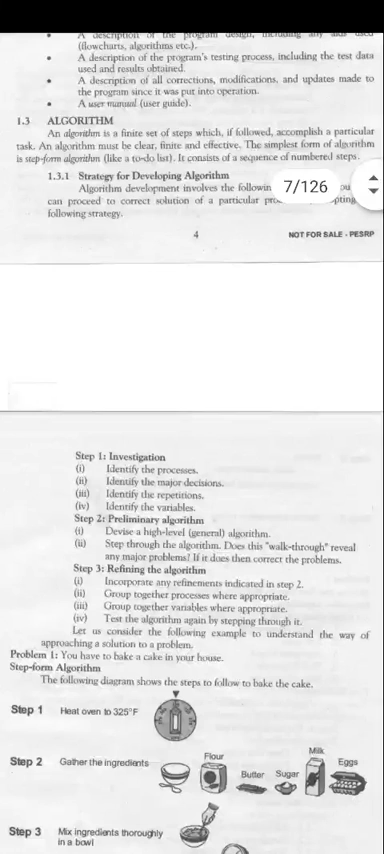 A description of the program design, including any aids used
(flowcharts, algorithms etc.).
• A description of the program's testing process, including the test data
used and results obtained.
• A description of all corrections, modifications, and updates made to
the program since it was put into operation.
• A user manual (user guide).
1.3 ALGORITHM
An algorithm is a finite set of steps which, if followed, accomplish a particular
task. An algorithm must be clear, finite and effective. The simplest form of algorithm
is step-form algorithm (like a to-do list). It consists of a sequence of numbered steps.
1.3.1 Strategy for Developing Algorithm
Algorithm development involves the followin
7/126
can proceed to correct solution of a particular
following strategy.
4 NOT FOR SALE - PESRP
Step 1: Investigation
(i) Identify the processes.
(ii) Identify the major decisions.
(iii) Identify the repetitions.
(iv) Identify the variables.
Step 2: Preliminary algorithm
(i) Devise a high-level (general) algorithm.
(ii) Step through the algorithm. Does this "walk-through" reveal
any major problems? If it does then correct the problems.
Step 3: Refining the algorithm
(i) Incorporate any refinements indicated in step 2.
(ii) Group together processes where appropriate.
(iii) Group together variables where appropriate.
(iv) Test the algorithm again by stepping through it.
Let us consider the following example to understand the way of
approaching a solution to a problem.
Problem 1: You have to bake a cake in your house.
Step-form Algorithm
The following diagram shows the steps to follow to bake the cake.
Step 1 Heat oven to 325°F
Step 2 Gather the ingredients
Flour
Butter
Sugar
Milk
Eggs
Step 3 Mix ingredients thoroughly
in a bowl